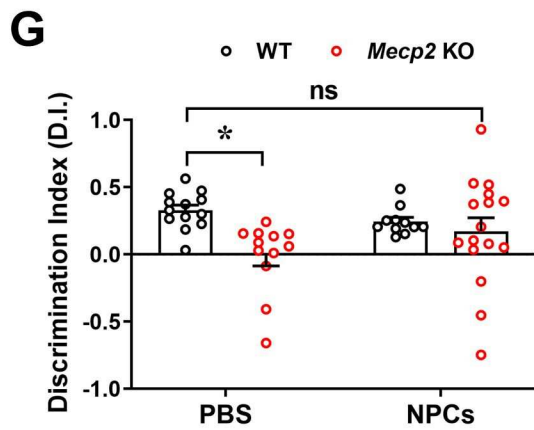 G
WT Mecp2 KO
ns
*
Discrimination Index (D.I.)
1.0
0.5
0.0
-0.5
-1.0
PBS NPCs